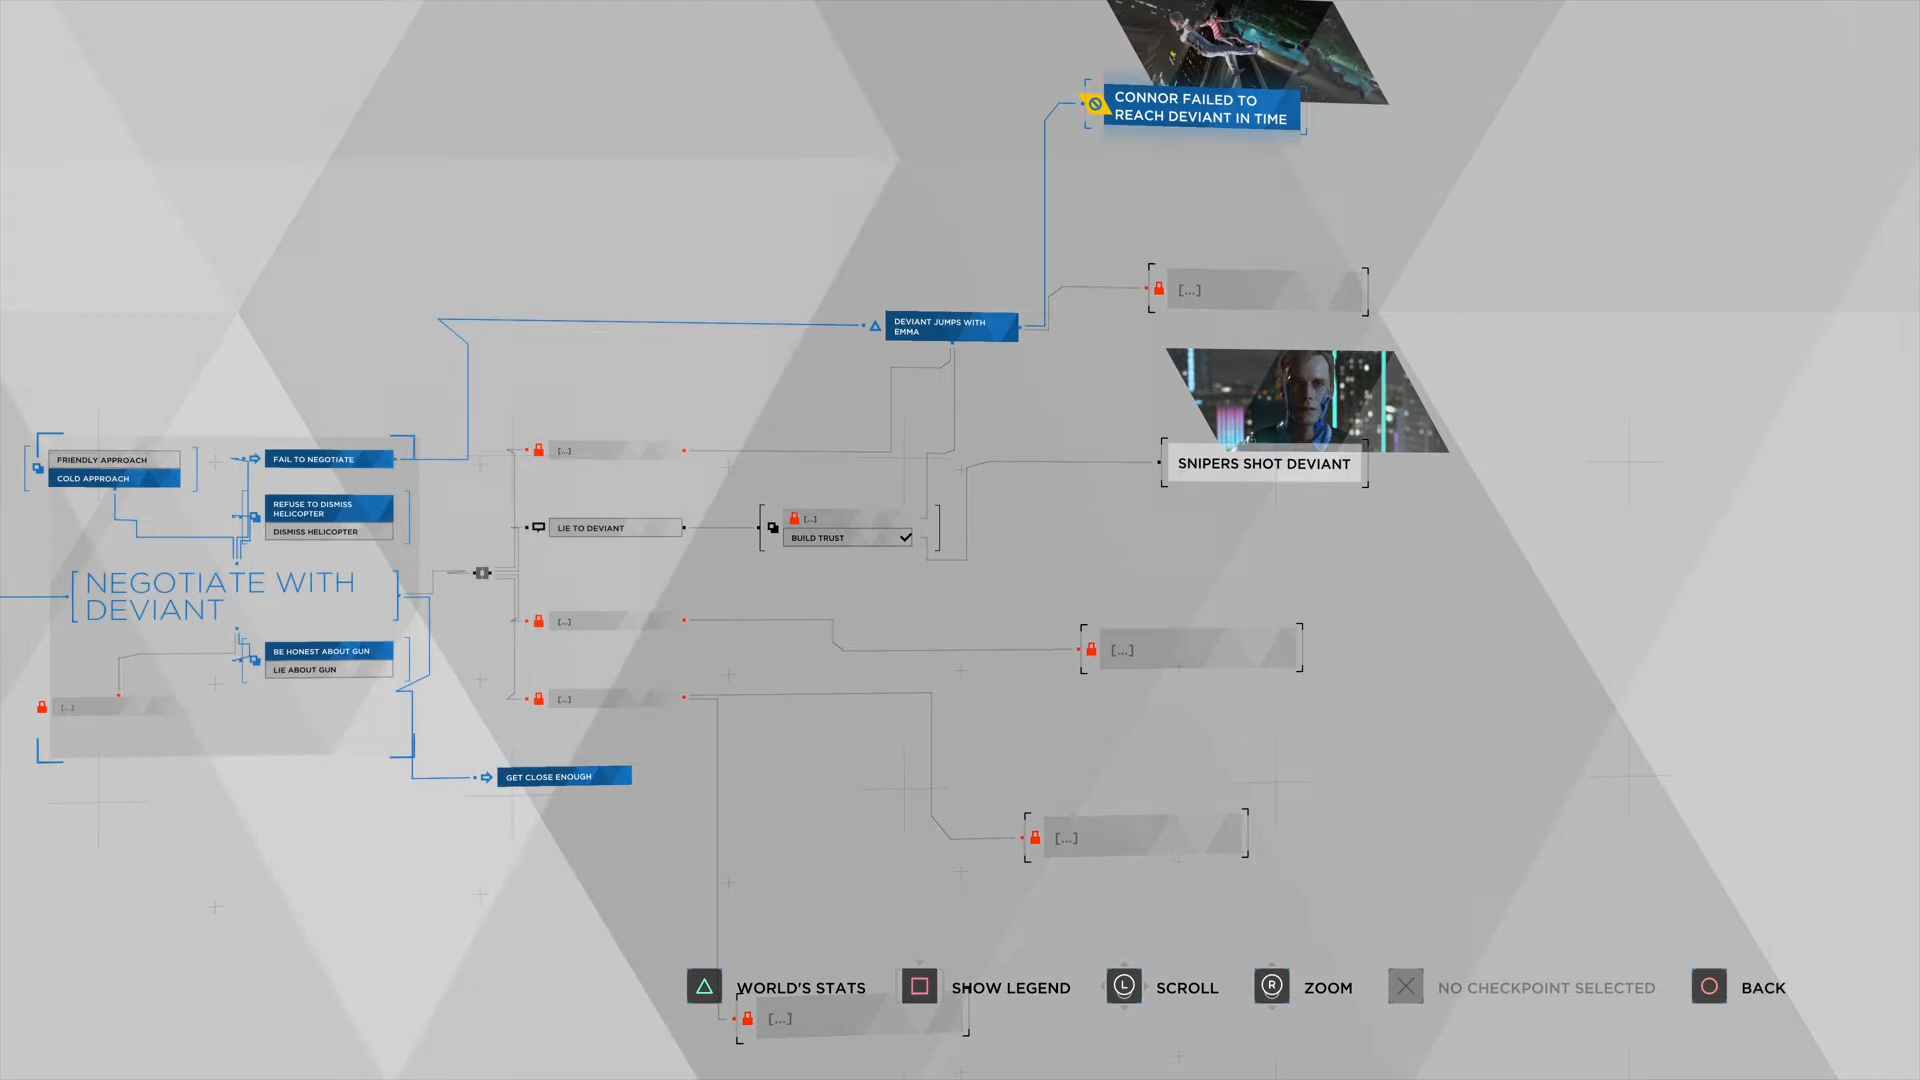 CONNOR FAILED TO
REACH DEVIANT IN TIME
[...]
DEVIANT JUMPS WITH
EMMA
FRIENDLY APPROACH
COLD APPROACH
FAIL TO NEGOTIATE
REFUSE TO DISMISS
HELICOPTER
DISMISS HELICOPTER
[...]
SNIPERS SHOT DEVIANT
LIE TO DEVIANT
[...]
BUILD TRUST
NEGOTIATE WITH
DEVIANT
BE HONEST ABOUT GUN
LIE ABOUT GUN
[...]
[...]
[...]
[...]
GET CLOSE ENOUGH
[...]
WORLD'S STATS
SHOW LEGEND
L
SCROLL
R
ZOOM
NO CHECKPOINT SELECTED
BACK
[...]